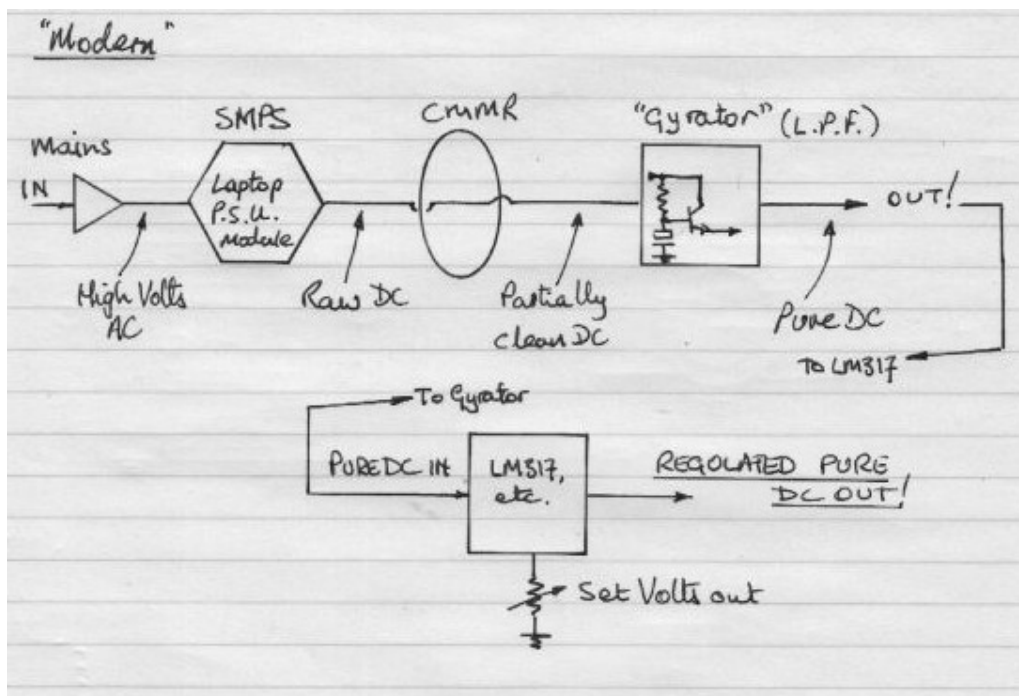 "Modern"
SMPS
CMMR
"Gyrator" (L.P.F.)
Mains
IN
Laptop
P.S.U.
Module
OUT!
High Volts
AC
Raw DC
Partially
clean DC
Pure DC
To LM317
To Gyrator
PURE DC IN
LM317,
etc.
REGOLATED PURE
DC OUT!
Set Volts out